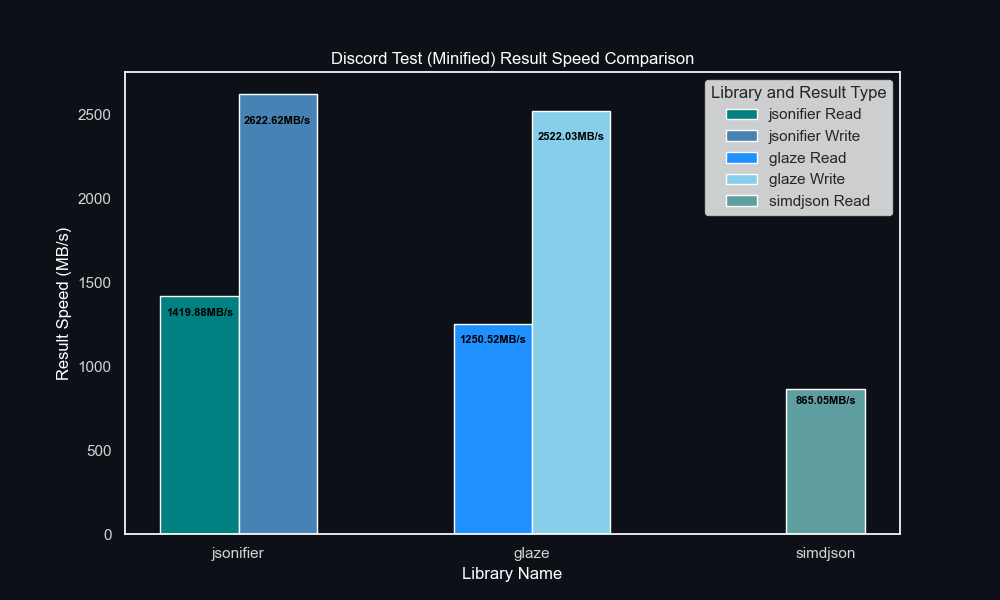 Discord Test (Minified) Result Speed Comparison
Library and Result Type
jsonifier Read
jsonifier Write
glaze Read
glaze Write
simdjson Read
Result Speed (MB/s)
2500
2000
1500
1000
500
0
2622.62MB/s
2522.03MB/s
1419.88MB/s
1250.52MB/s
865.05MB/s
jsonifier
glaze
simdjson
Library Name